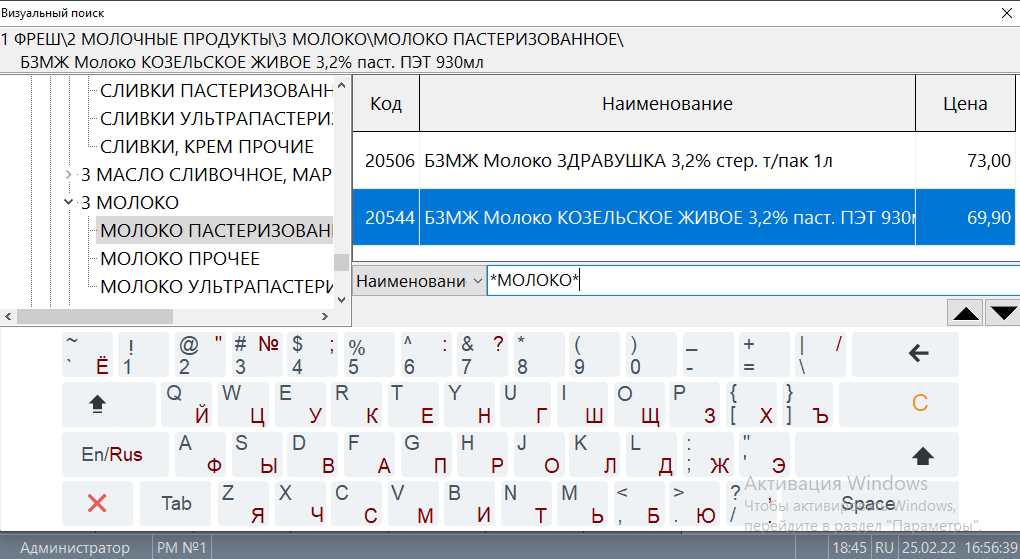 Визуальный поиск
1 ФРЕШ\2 МОЛОЧНЫЕ ПРОДУКТЫ\3 МОЛОКО\МОЛОКО ПАСТЕРИЗОВАННОЕ\
БЗМЖ Молоко КОЗЕЛЬСКОЕ ЖИВОЕ 3,2% паст. ПЭТ 930мл
СЛИВКИ ПАСТЕРИЗОВАНН
СЛИВКИ УЛЬТРАПАСТЕРИ
СЛИВКИ, КРЕМ ПРОЧИЕ
3 МАСЛО СЛИВОЧНОЕ, МАР
3 МОЛОКО
МОЛОКО ПАСТЕРИЗОВАН
МОЛОКО ПРОЧЕЕ
МОЛОКО УЛЬТРАПАСТЕРИ
Код Наименование Цена
20506 БЗМЖ Молоко ЗДРАВУШКА 3,2% стер. т/пак 1л 73,00
20544 БЗМЖ Молоко КОЗЕЛЬСКОЕ ЖИВОЕ 3,2% паст. ПЭТ 930м 69,90
Наименовани *МОЛОКО*
~ ! @ " # № $ ; % ^ : & ? * ( ) _ + | /
` Ё 1 2 3 4 5 6 7 8 9 0 - = \
Q W E R T Y U I O P { }
Й Ц У К Е Н Г Ш Щ З [ Х ] Ъ C
En/Rus A S D F G H J K L : "
Ф Ы В А П Р О Л Д ; Ж ' Э
Tab Z X C V B N M < > ? , Space
Я Ч С М И Т Ь , Б . Ю /
Активация Windows
Чтобы активировать Windows,
перейдите в раздел "Параметры".
Администратор РМ №1 18:45 RU 25.02.22 16:56:39